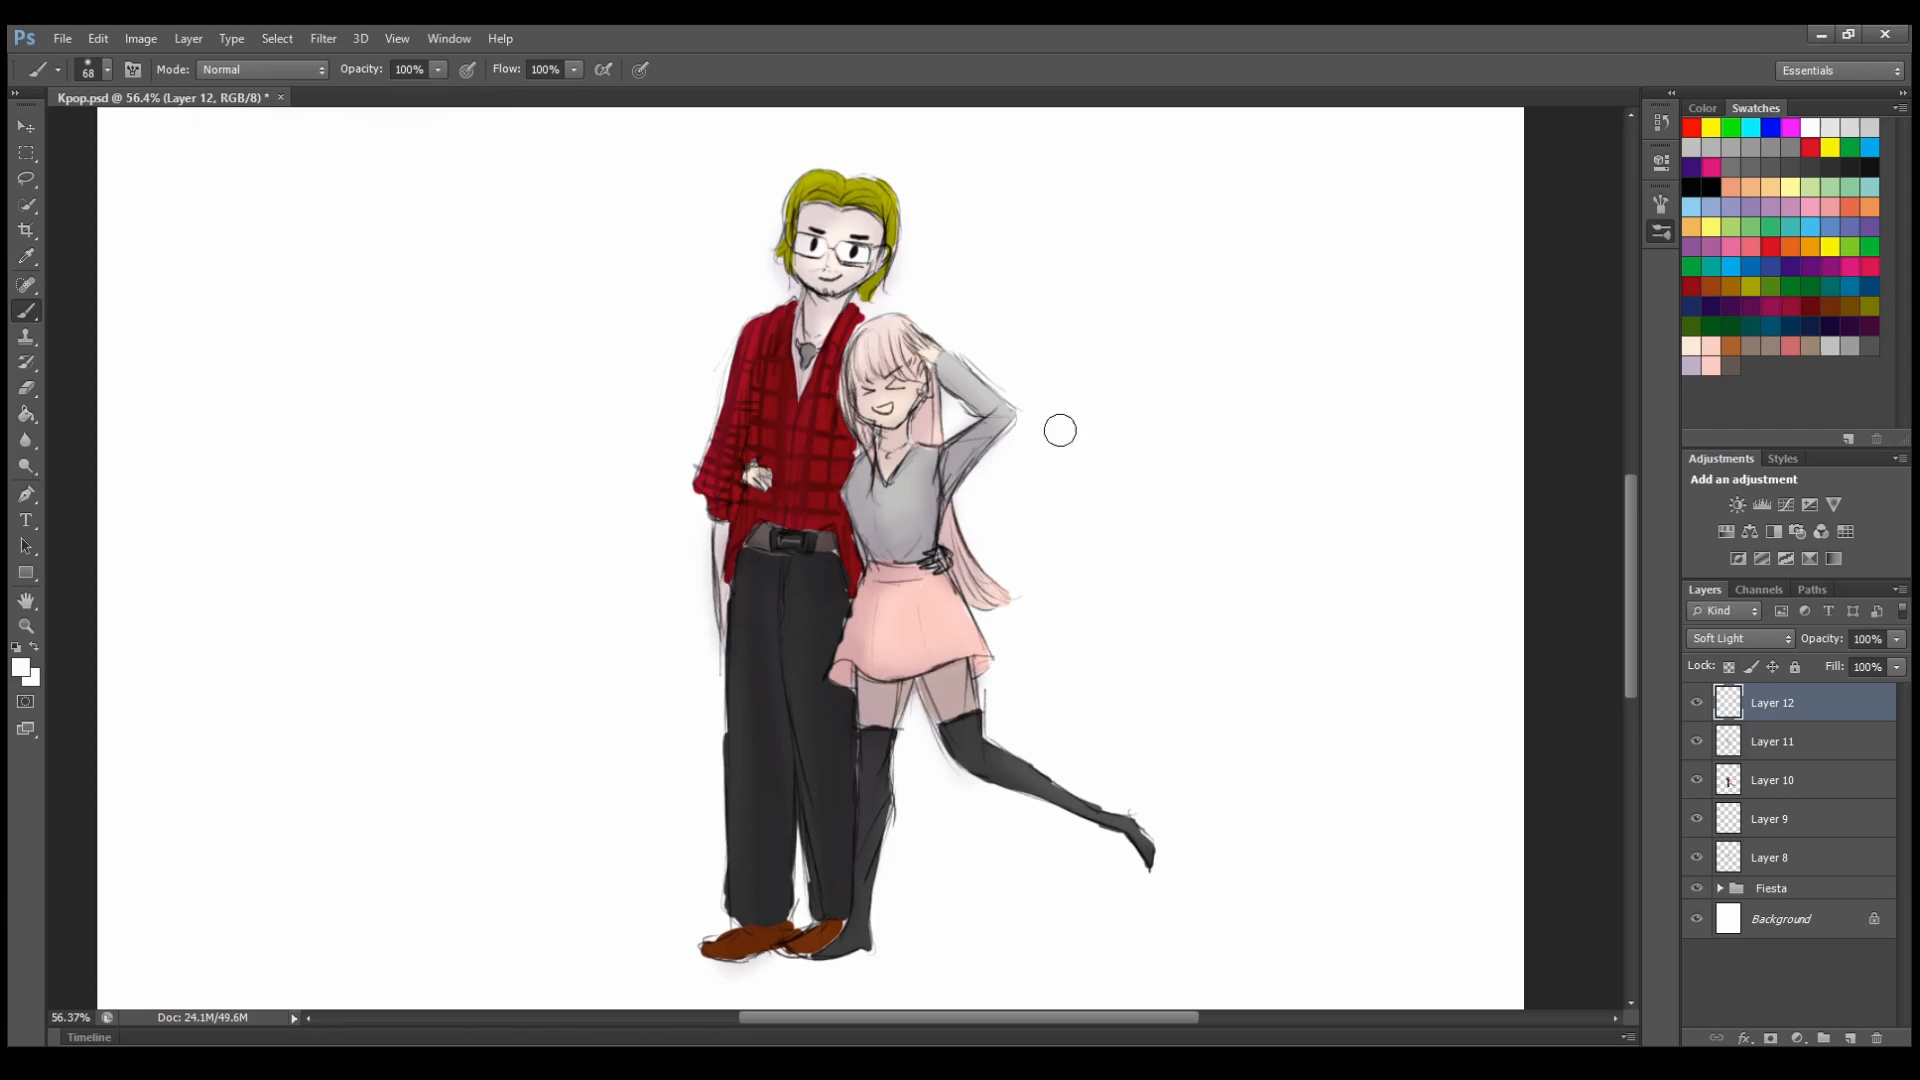 Ps File Edit Image Layer Type Select Filter 3D View Window Help
68 Mode: Normal Opacity: 100% Flow: 100% Essentials
Kpop.psd @ 56.4% (Layer 12, RGB/8) * ×
Color Swatches
Adjustments Styles
Add an adjustment
Layers Channels Paths
Kind
Soft Light Opacity: 100%
Lock: Fill: 100%
Layer 12
Layer 11
Layer 10
Layer 9
Layer 8
Fiesta
Background
56.37% Doc: 24.1M/49.6M
Timeline